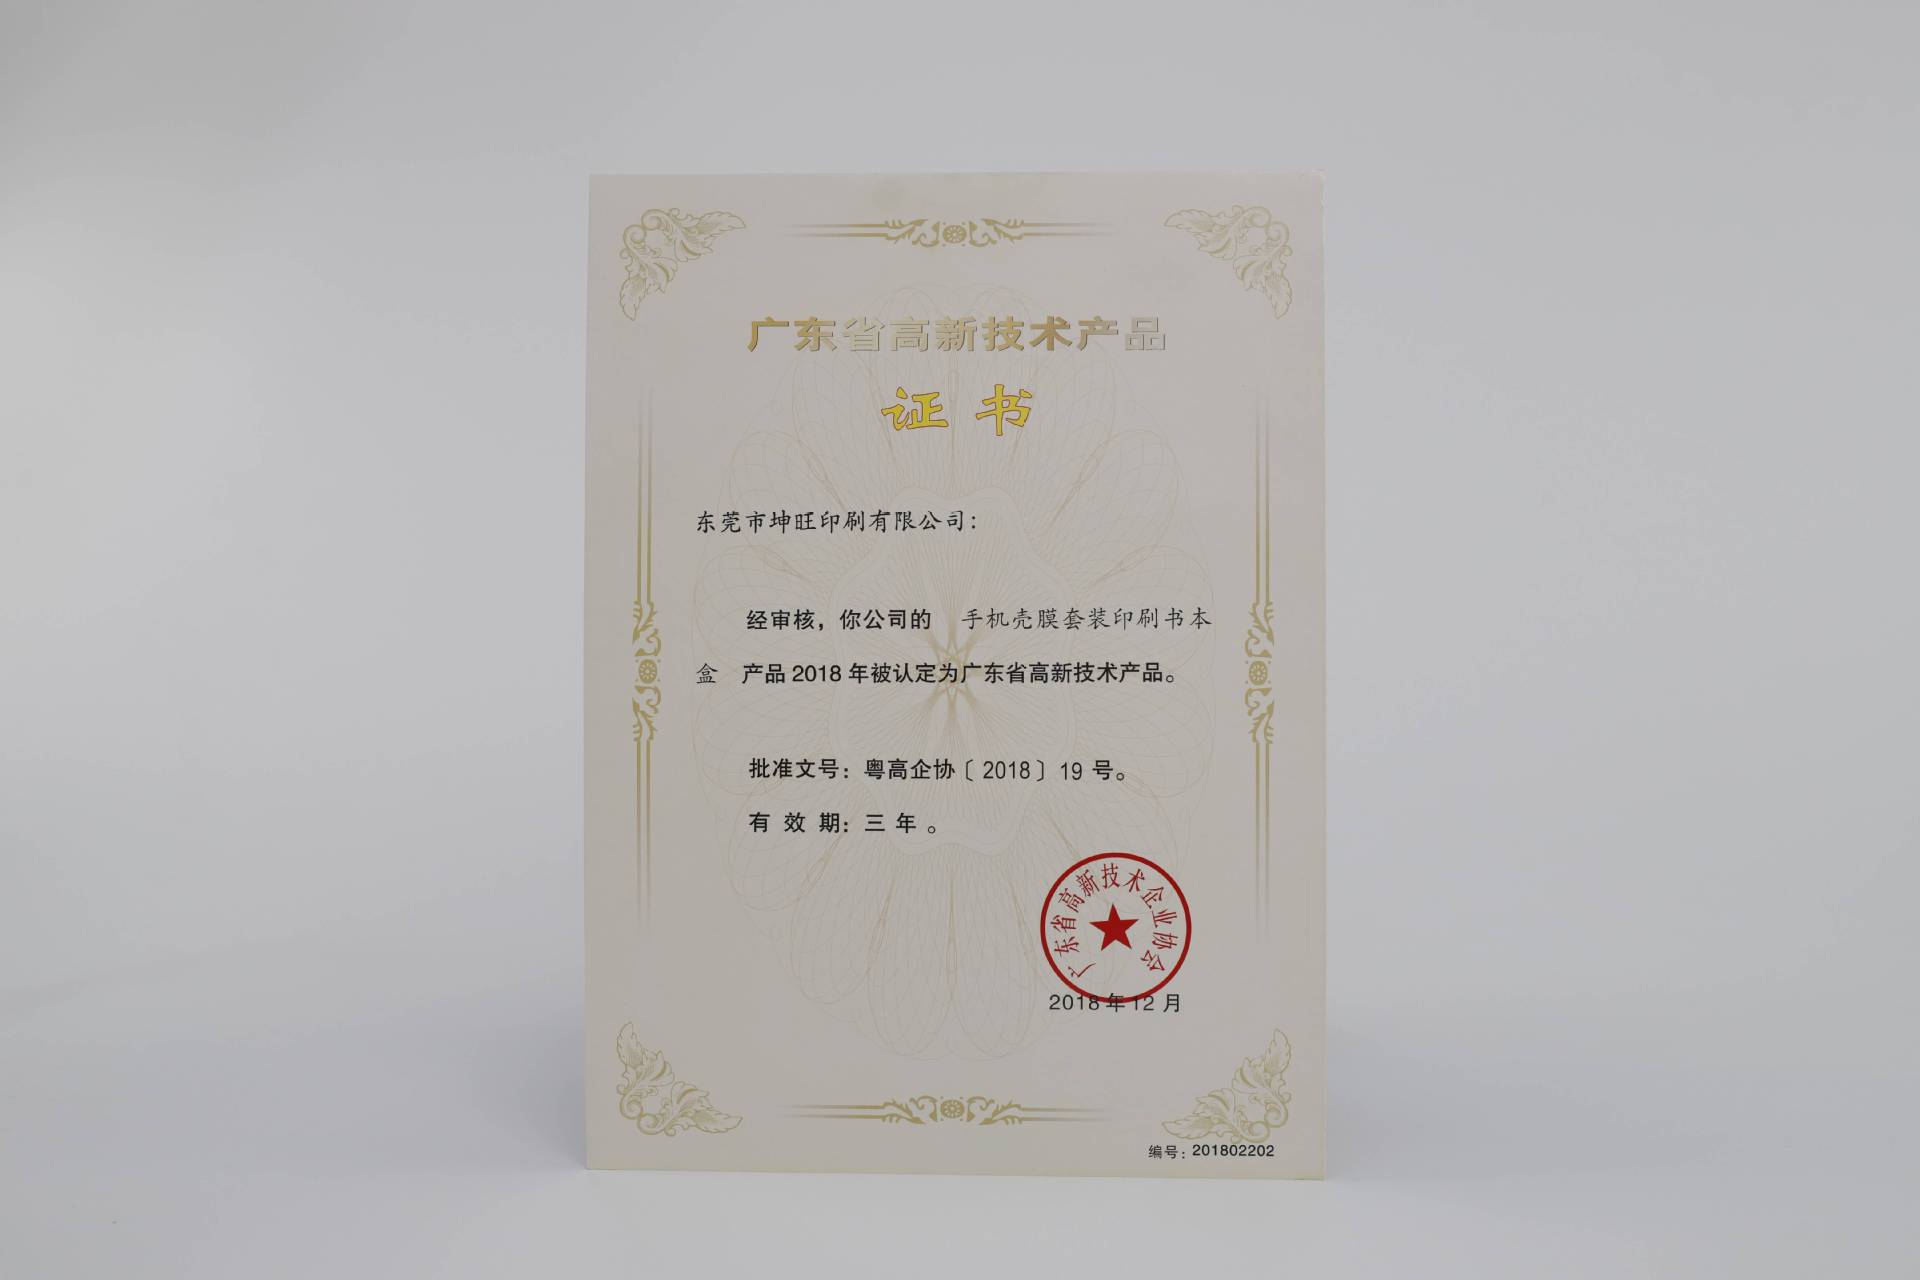 广东省高新技术产品
证书
东莞市坤旺印刷有限公司：
经审核，你公司的 手机壳膜套装印刷书本
盒 产品 2018 年被认定为广东省高新技术产品。
批准文号：粤高企协〔 2018 〕 19 号。
有 效 期：三 年 。
广东省高新技术企业协会
2018 年 12 月
编号：201802202